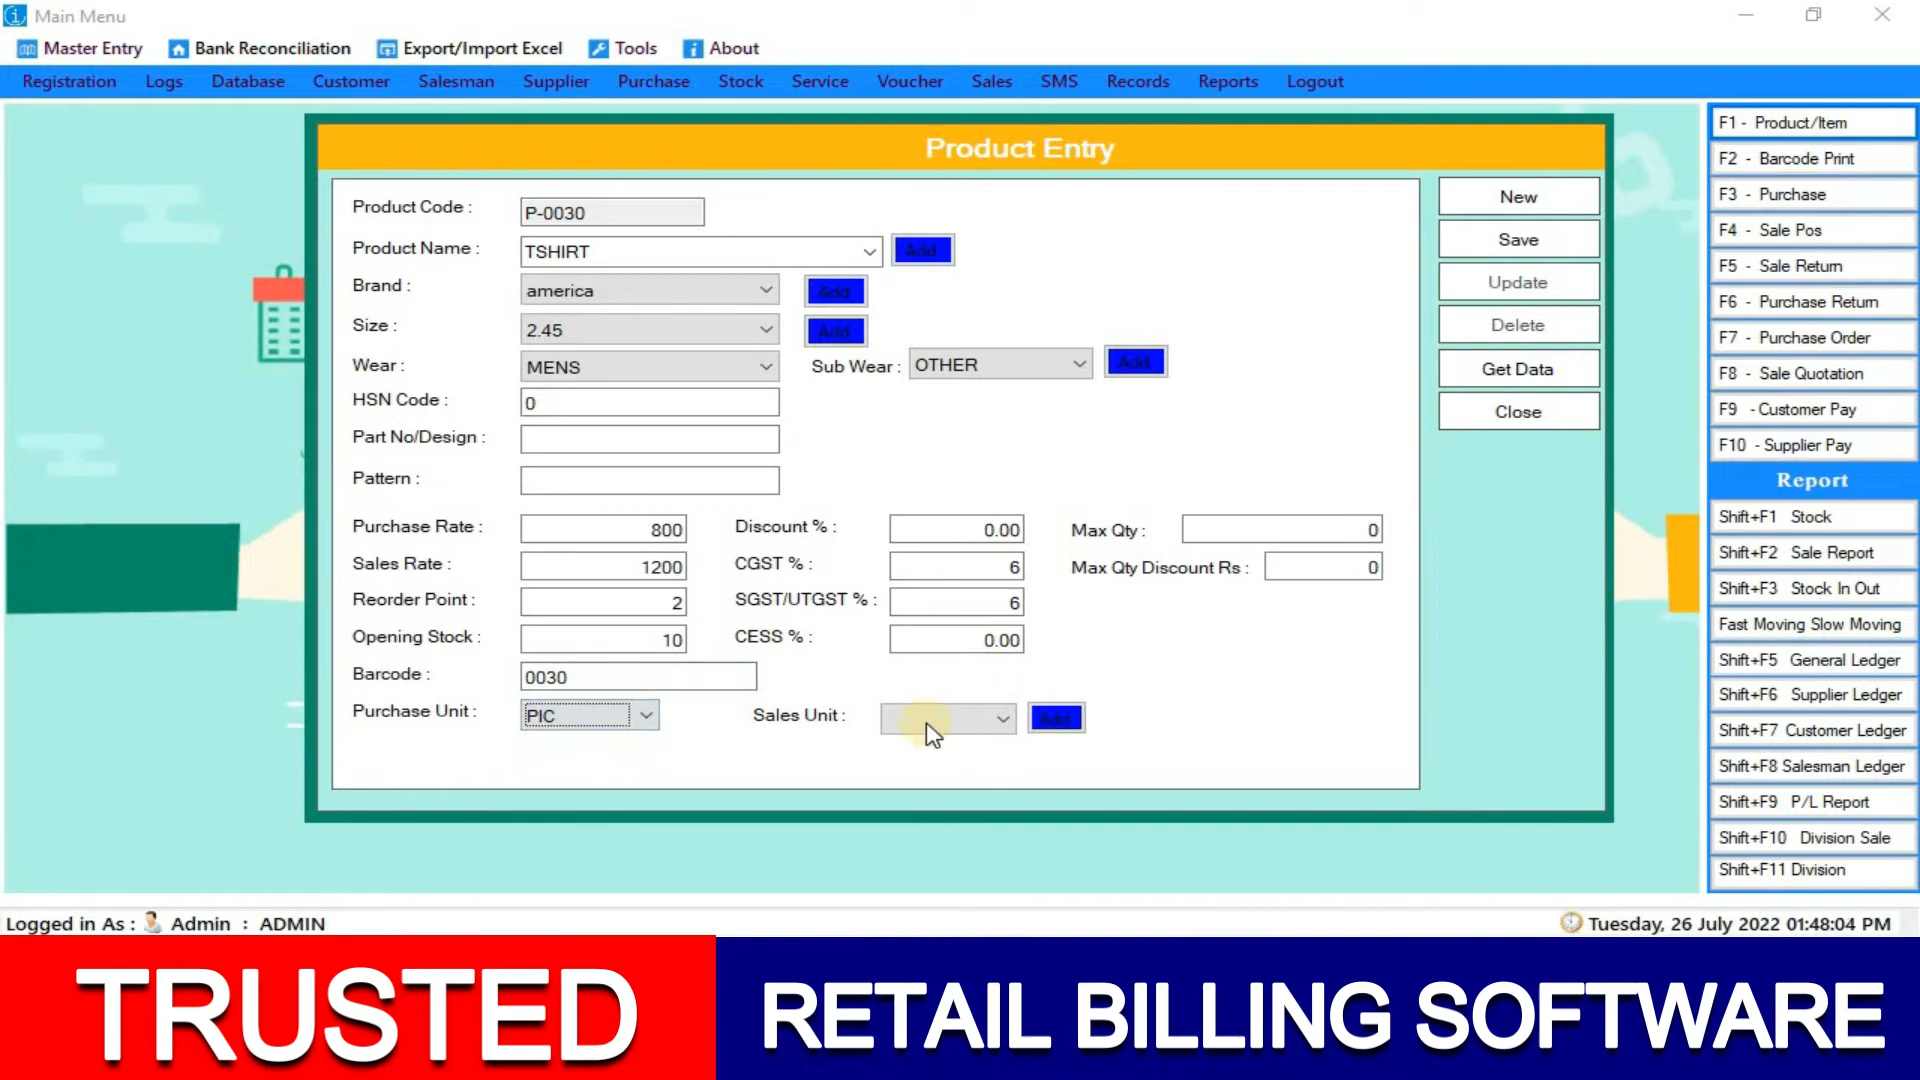 Main Menu
Master Entry Bank Reconciliation Export/Import Excel Tools About
Registration Logs Database Customer Salesman Supplier Purchase Stock Service Voucher Sales SMS Records Reports Logout
Product Entry
Product Code : P-0030
Product Name : TSHIRT Add
Brand : america Add
Size : 2.45 Add
Wear : MENS Sub Wear : OTHER Add
HSN Code : 0
Part No/Design :
Pattern :
Purchase Rate : 800 Discount % : 0.00 Max Qty : 0
Sales Rate : 1200 CGST % : 6 Max Qty Discount Rs : 0
Reorder Point : 2 SGST/UTGST % : 6
Opening Stock : 10 CESS % : 0.00
Barcode : 0030
Purchase Unit : PIC Sales Unit : Add
New
Save
Update
Delete
Get Data
Close
F1 - Product/Item
F2 - Barcode Print
F3 - Purchase
F4 - Sale Pos
F5 - Sale Return
F6 - Purchase Return
F7 - Purchase Order
F8 - Sale Quotation
F9 - Customer Pay
F10 - Supplier Pay
Report
Shift+F1 Stock
Shift+F2 Sale Report
Shift+F3 Stock In Out
Fast Moving Slow Moving
Shift+F5 General Ledger
Shift+F6 Supplier Ledger
Shift+F7 Customer Ledger
Shift+F8 Salesman Ledger
Shift+F9 P/L Report
Shift+F10 Division Sale
Shift+F11 Division
Logged in As : Admin : ADMIN
Tuesday, 26 July 2022 01:48:04 PM
TRUSTED
RETAIL BILLING SOFTWARE